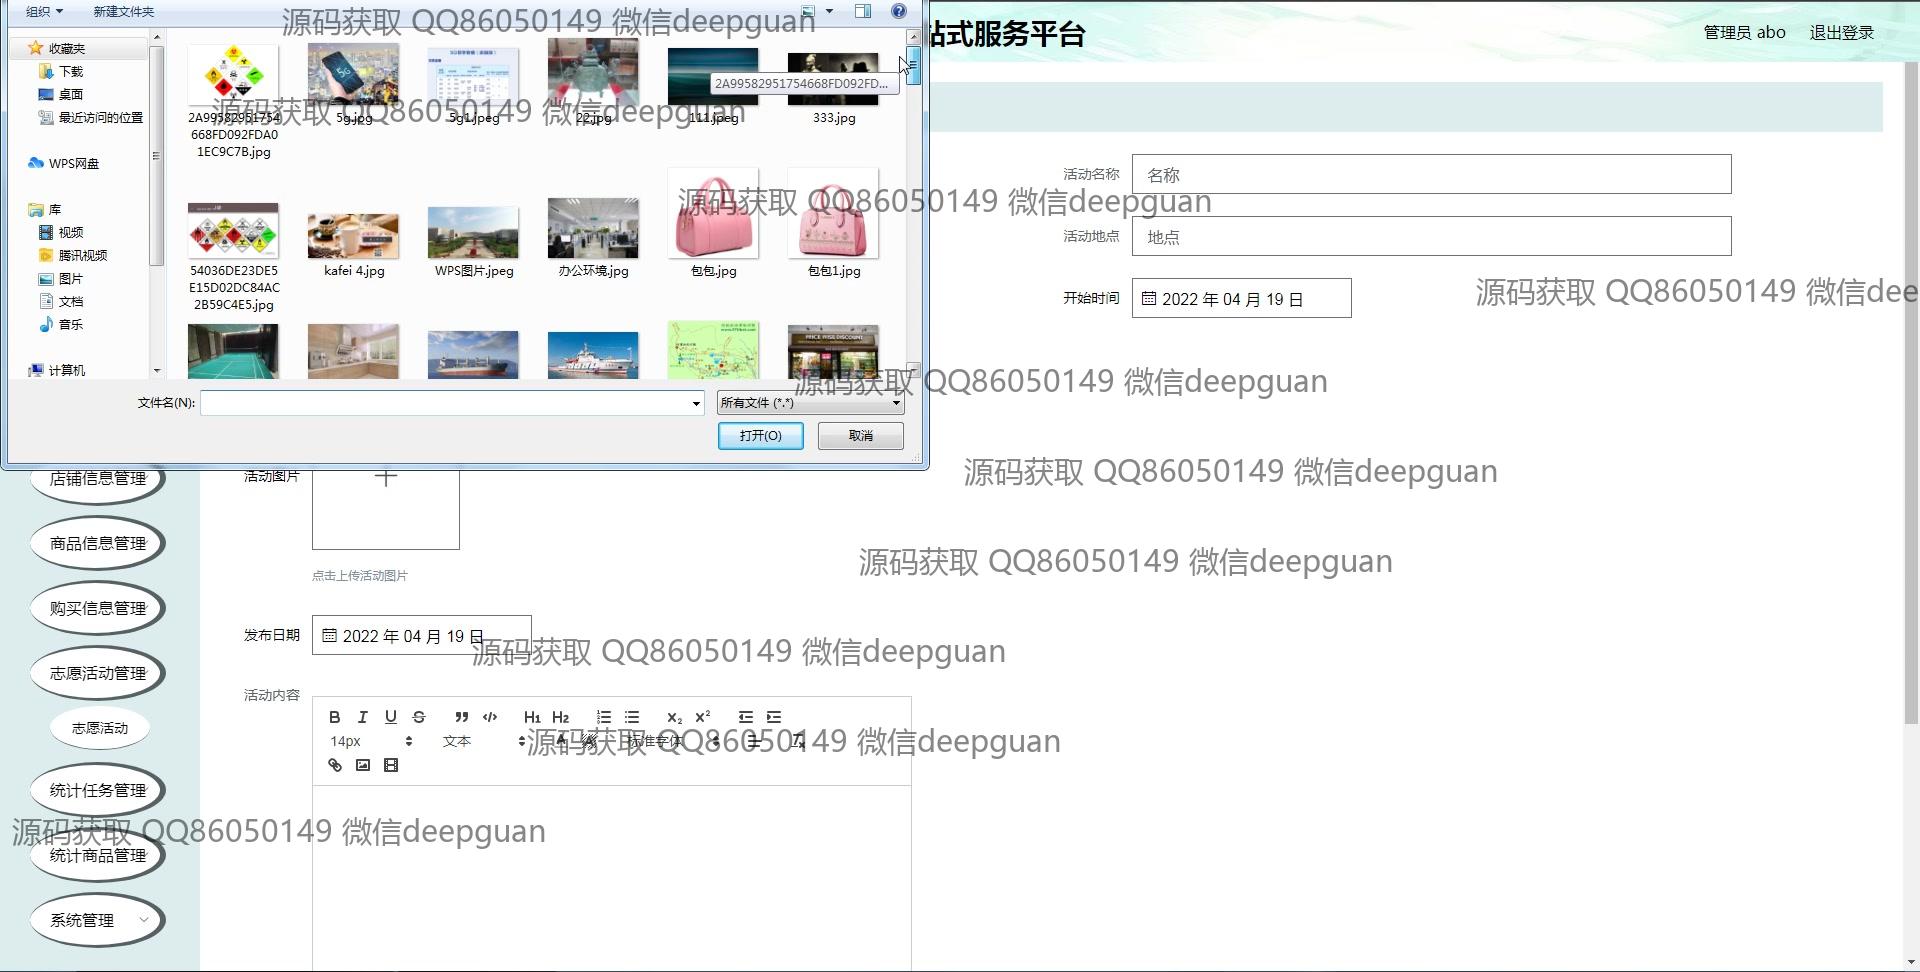 组织
新建文件夹
源码获取 QQ86050149 微信deepguan
站式服务平台
管理员 abo
退出登录
收藏夹
下载
桌面
最近访问的位置
WPS网盘
库
视频
腾讯视频
图片
文档
音乐
计算机
2A99582951754668FD092FD...
源码获取 QQ86050149 微信deepguan
2A99582951754
668FD092FDA0
1EC9C7B.jpg
5g.jpg
5g1.jpeg
22.jpg
111.jpeg
333.jpg
源码获取 QQ86050149 微信deepguan
54036DE23DE5
E15D02DC84AC
2B59C4E5.jpg
kafei 4.jpg
WPS图片.jpeg
办公环境.jpg
包包.jpg
包包1.jpg
PRICE WISE DISCOUNT
文件名(N):
所有文件 (*.*)
打开(O)
取消
活动名称
名称
活动地点
地点
开始时间
2022 年 04 月 19 日
源码获取 QQ86050149 微信dee
源码获取 QQ86050149 微信deepguan
源码获取 QQ86050149 微信deepguan
店铺信息管理
商品信息管理
购买信息管理
志愿活动管理
志愿活动
统计任务管理
统计商品管理
系统管理
活动图片
点击上传活动图片
源码获取 QQ86050149 微信deepguan
发布日期
2022 年 04 月 19 日
源码获取 QQ86050149 微信deepguan
活动内容
B I U S H1 H2 X2 X2
14px
文本
标准字体
源码获取 QQ86050149 微信deepguan
源码获取 QQ86050149 微信deepguan